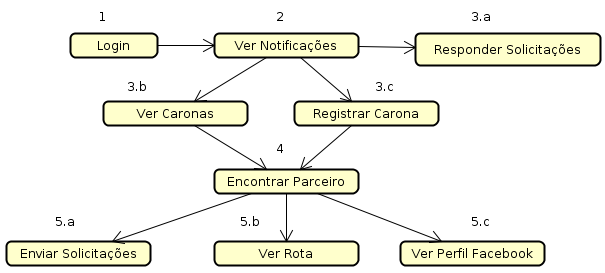 1
2
3.a
Login
Ver Notificações
Responder Solicitações
3.b
3.c
Ver Caronas
Registrar Carona
4
Encontrar Parceiro
5.a
5.b
5.c
Enviar Solicitações
Ver Rota
Ver Perfil Facebook